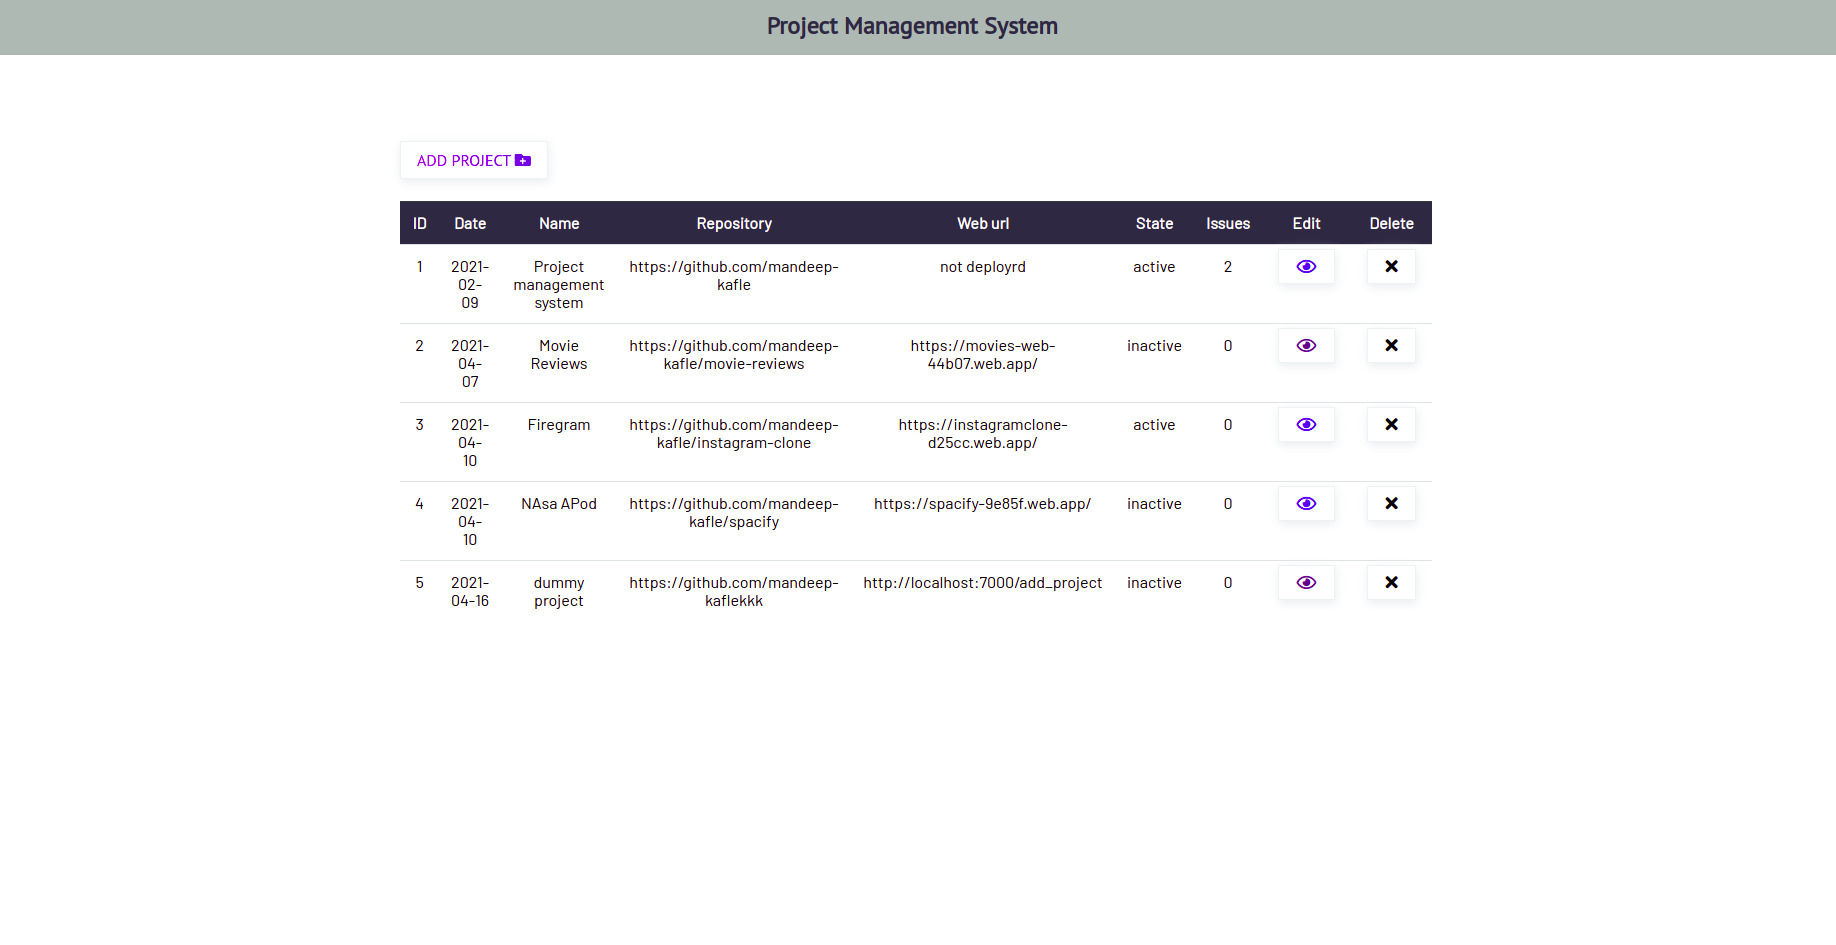 Project Management System
ADD PROJECT
ID Date Name Repository Web url State Issues Edit Delete
1 2021- Project https://github.com/mandeep- not deployrd active 2
02- management kafle
09 system
2 2021- Movie https://github.com/mandeep- https://movies-web- inactive 0
04- Reviews kafle/movie-reviews 44b07.web.app/
07
3 2021- Firegram https://github.com/mandeep- https://instagramclone- active 0
04- kafle/instagram-clone d25cc.web.app/
10
4 2021- NAsa APod https://github.com/mandeep- https://spacify-9e85f.web.app/ inactive 0
04- kafle/spacify
10
5 2021- dummy https://github.com/mandeep- http://localhost:7000/add_project inactive 0
04-16 project kaflekkk